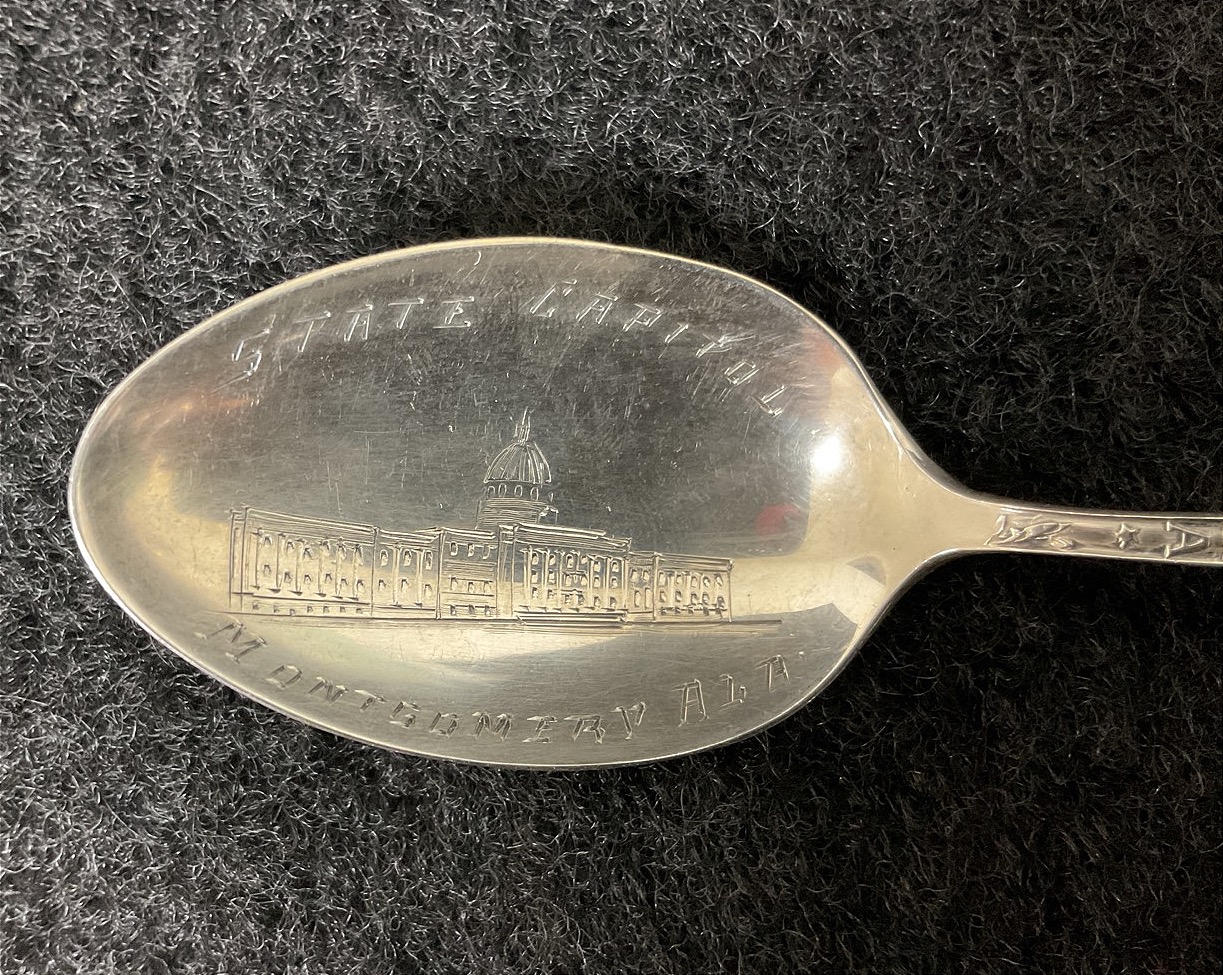 STATE CAPITOL
MONTGOMERY ALA.
A